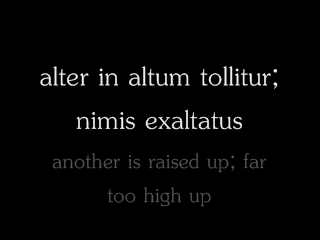 alter in altum tollitur;
nimis exaltatus
another is raised up; far
too high up